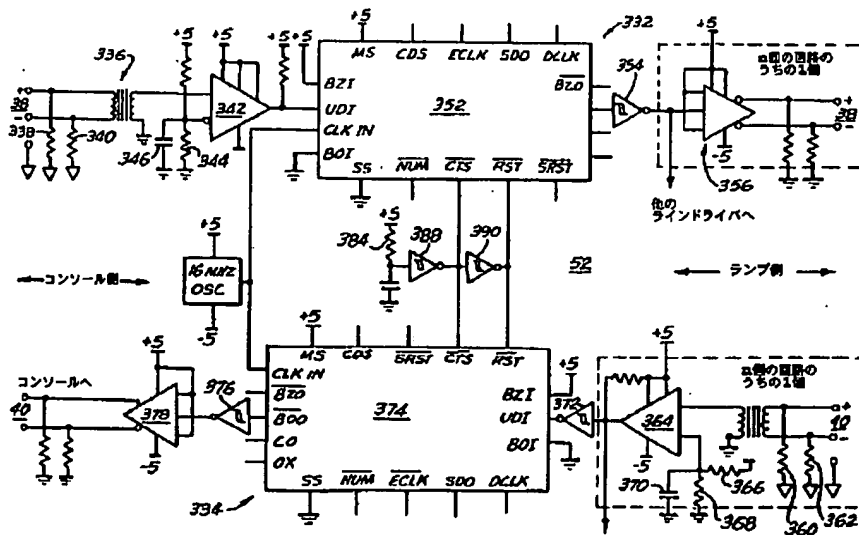 +5
+5
+5
+5
+5
336
38
+
-
338
340
342
346
344
MS
CDS
ECLK
SDO
DCLK
332
BZI
UDI
CLK IN
BOI
352
BZO
SS
NUM
CTS
RST
SRST
354
n個の回路の
うちの1個
+5
+
38
-
-5
356
他の
ラインドライバへ
+5
384
388
390
52
コンソール側
ランプ側
+5
OSC
-5
+5
MS
CDS
SRST
CTS
RST
+5
コンソールへ
+5
40
378
-5
376
CLK IN
BZO
BDO
CO
OX
374
BZI
UDI
BOI
SS
NUM
ECLK
SDO
DCLK
394
372
+5
n個の回路の
うちの1個
364
-5
+
40
-
370
366
368
360
362